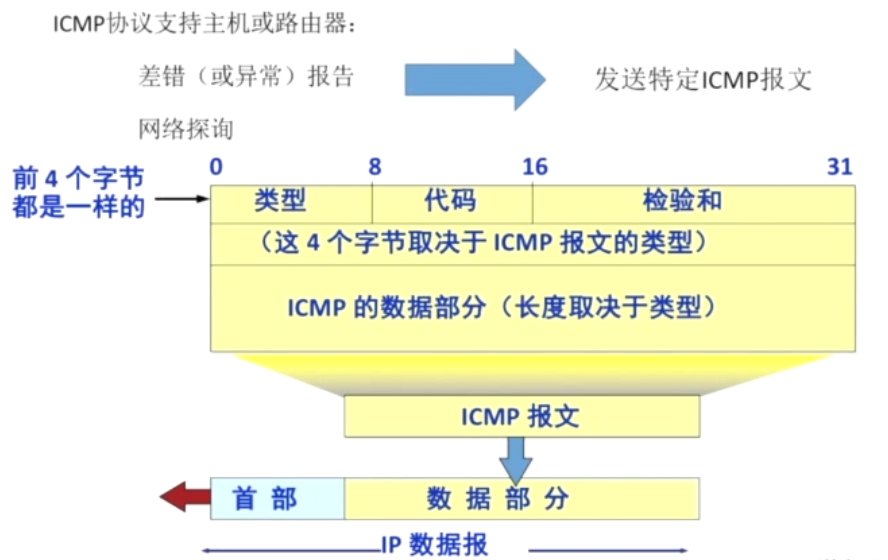 ICMP协议支持主机或路由器：
差错（或异常）报告
发送特定ICMP报文
网络探询
0 8 16 31
前 4 个字节
都是一样的
类型 代码 检验和
（这 4 个字节取决于 ICMP 报文的类型）
ICMP 的数据部分（长度取决于类型）
ICMP 报文
首 部 数 据 部 分
IP 数据报